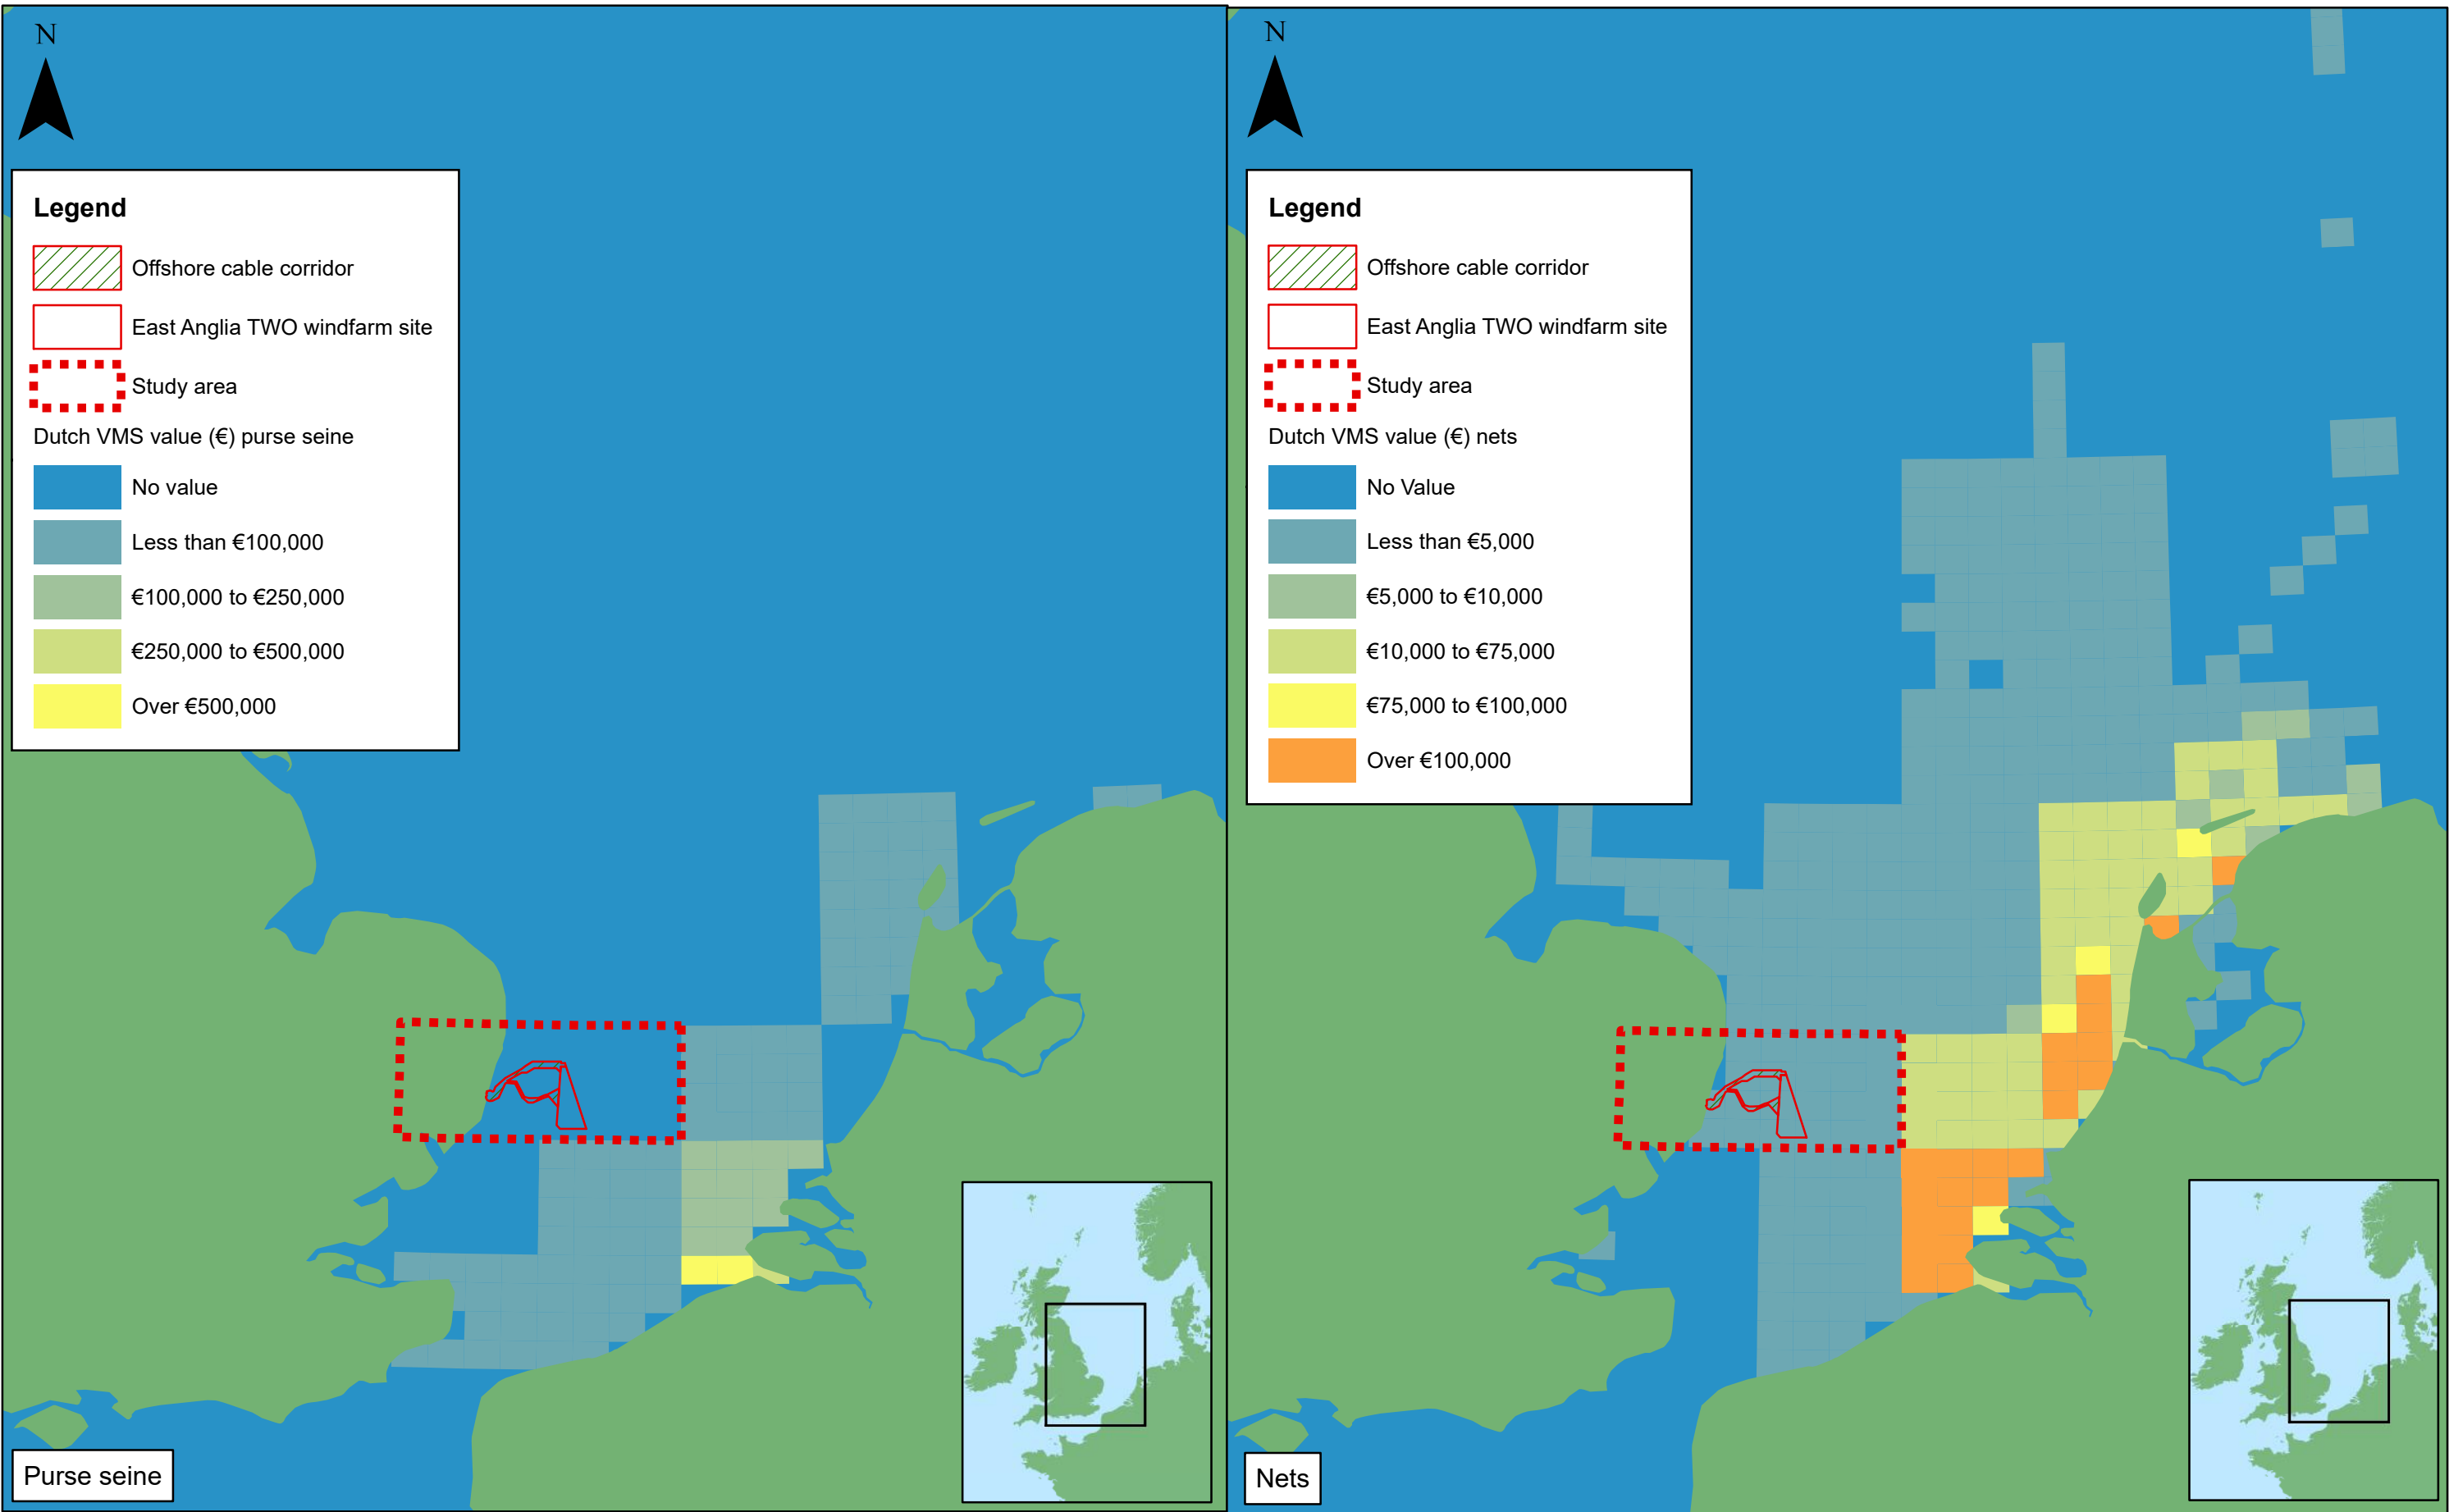 N
Legend
Offshore cable corridor
East Anglia TWO windfarm site
Study area
Dutch VMS value (€) purse seine
No value
Less than €100,000
€100,000 to €250,000
€250,000 to €500,000
Over €500,000
Purse seine
N
Legend
Offshore cable corridor
East Anglia TWO windfarm site
Study area
Dutch VMS value (€) nets
No Value
Less than €5,000
€5,000 to €10,000
€10,000 to €75,000
€75,000 to €100,000
Over €100,000
Nets